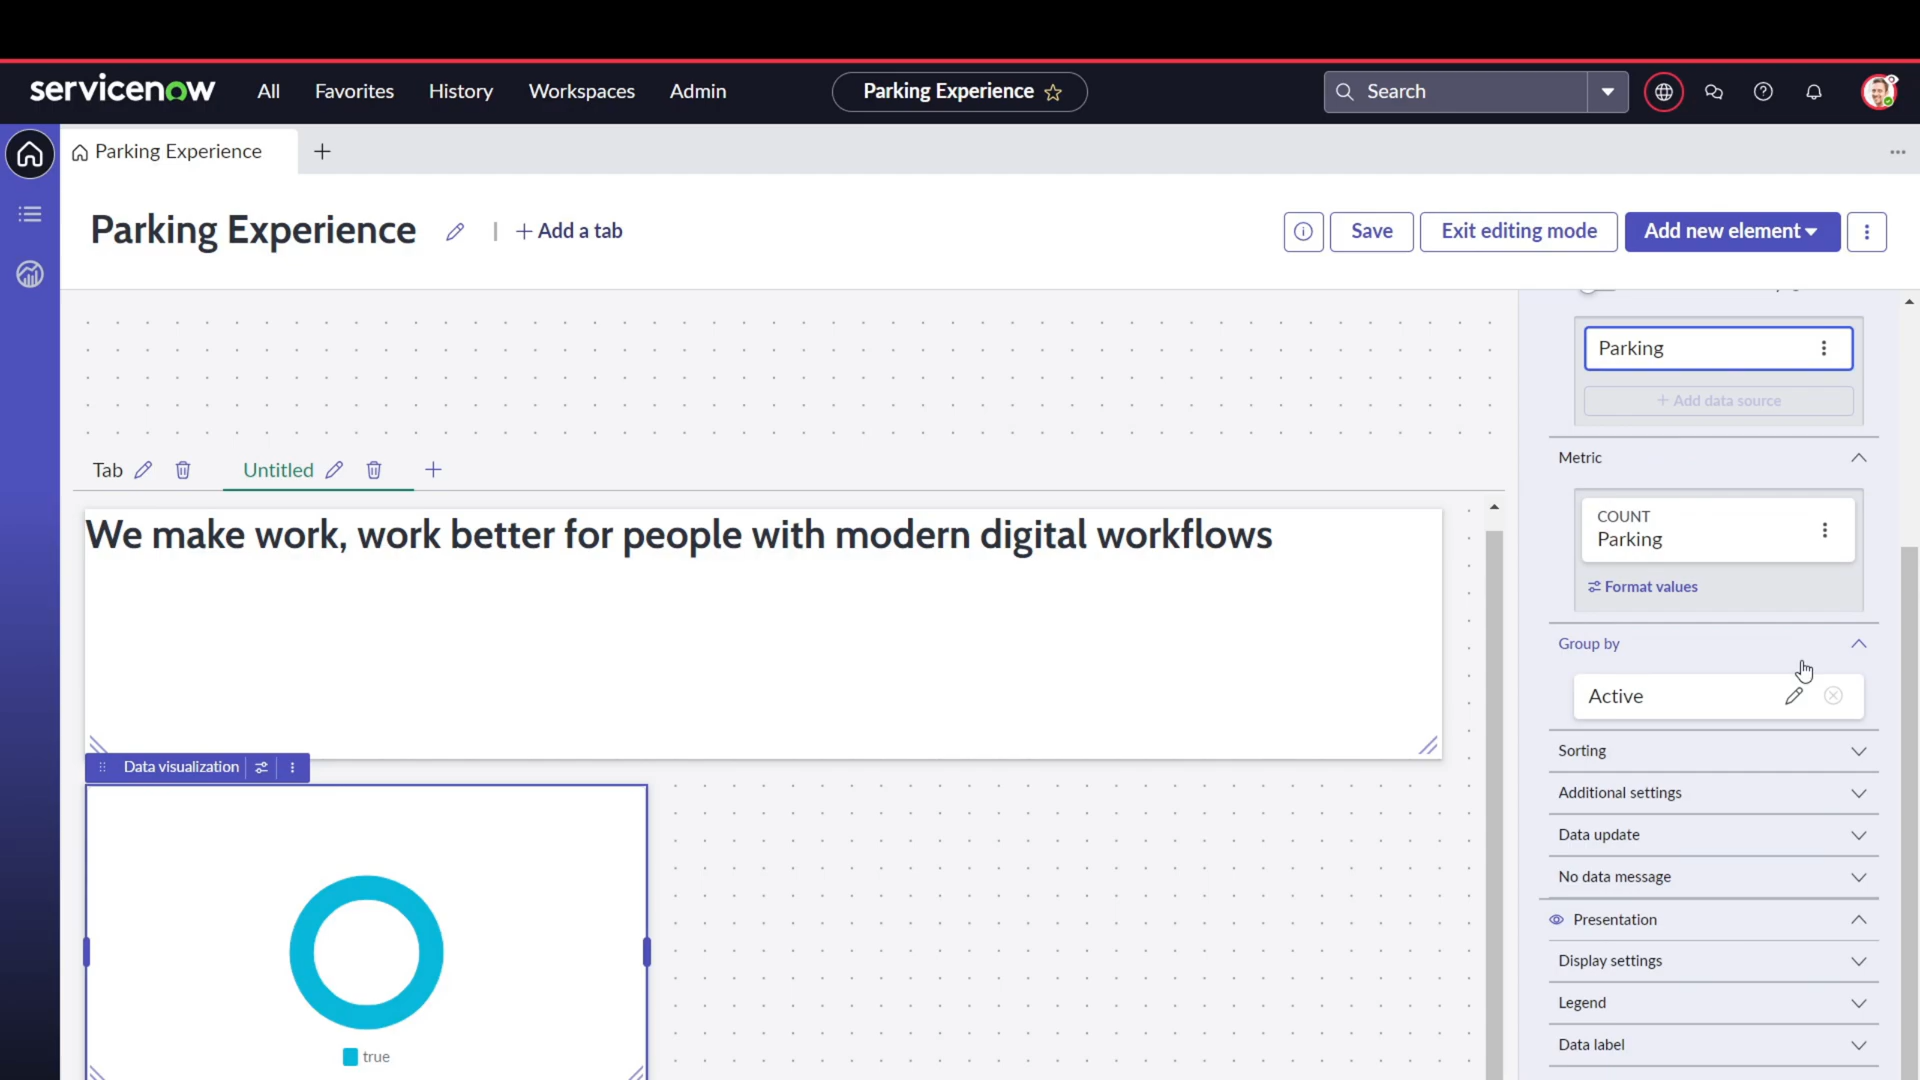 servicenow All Favorites History Workspaces Admin Parking Experience Search
Parking Experience
Parking Experience + Add a tab Save Exit editing mode Add new element
Parking
+ Add data source
Tab Untitled
Metric
We make work, work better for people with modern digital workflows
COUNT
Parking
Format values
Group by
Active
Sorting
Data visualization
Additional settings
Data update
No data message
Presentation
Display settings
Legend
Data label
true